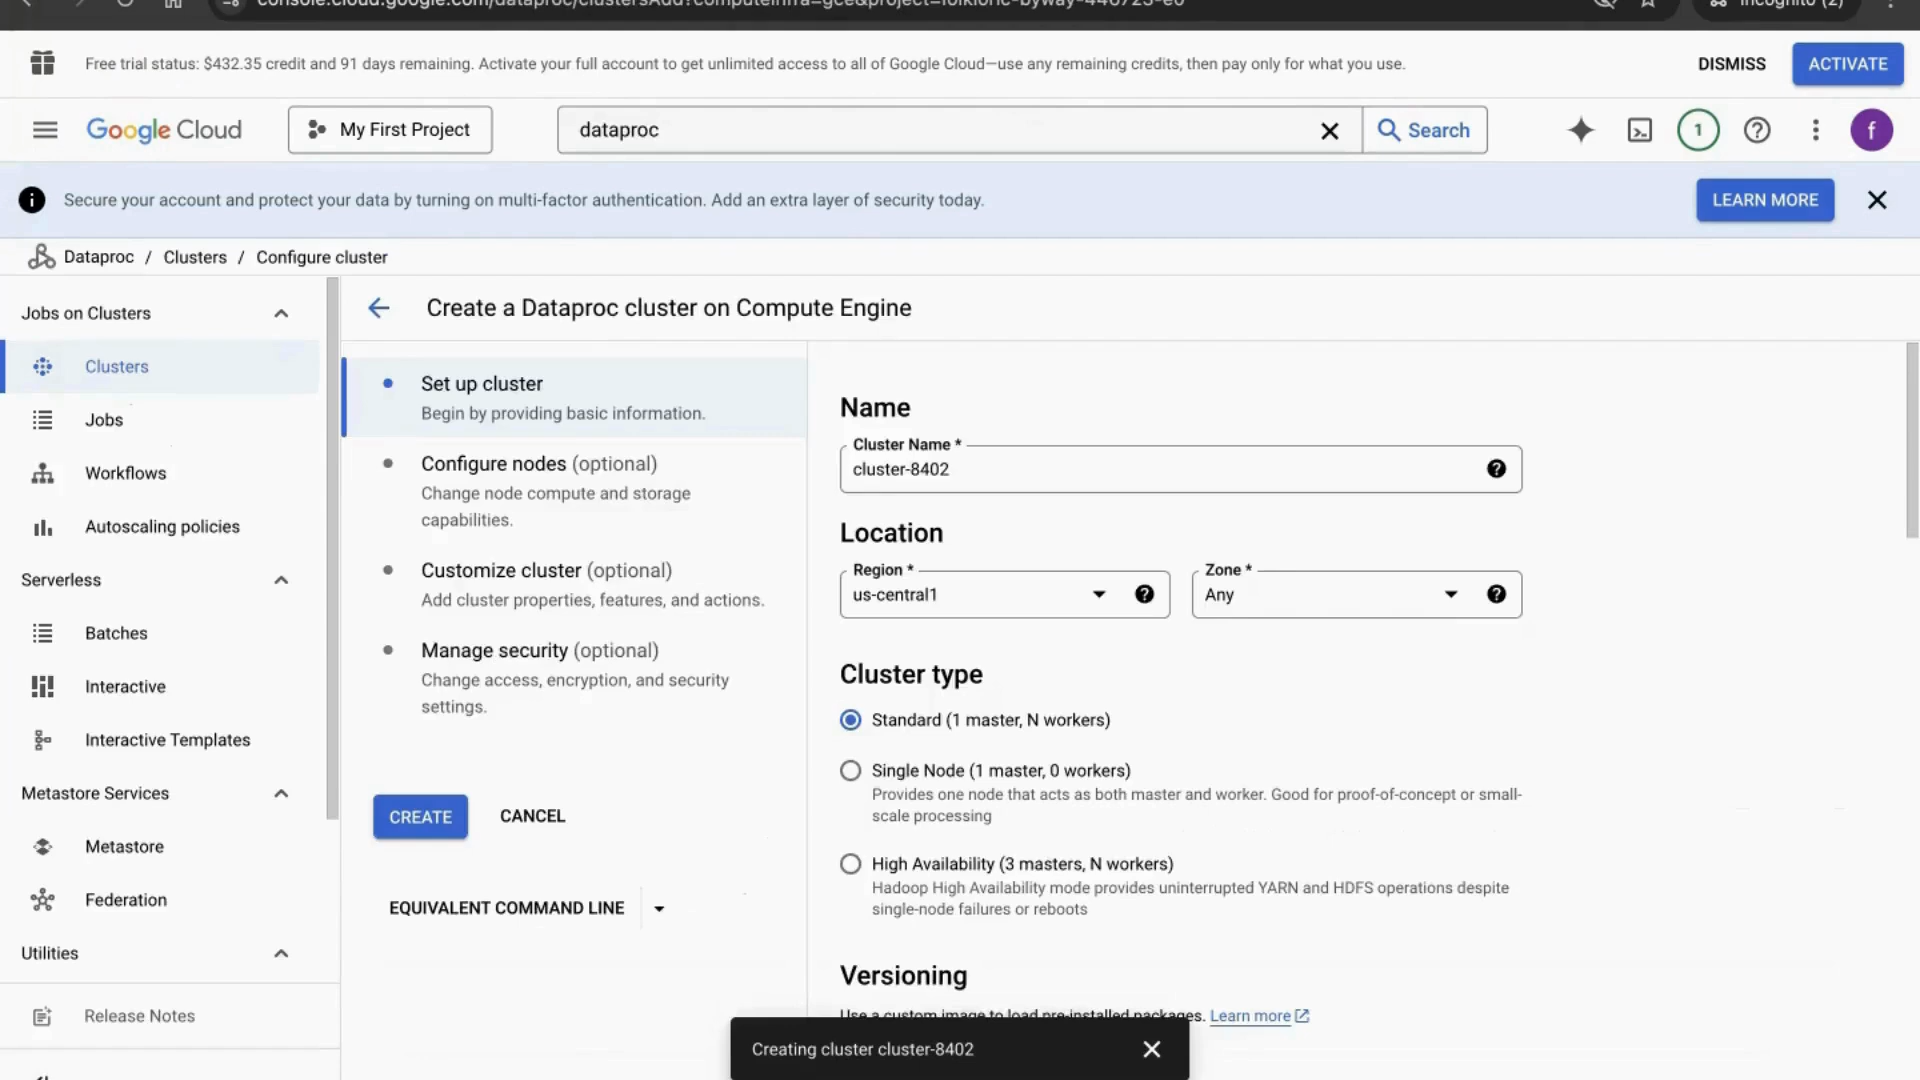 Free trial status: $432.35 credit and 91 days remaining. Activate your full account to get unlimited access to all of Google Cloud—use any remaining credits, then pay only for what you use.
DISMISS
ACTIVATE
Google Cloud
My First Project
dataproc
Search
1
f
Secure your account and protect your data by turning on multi-factor authentication. Add an extra layer of security today.
LEARN MORE
Dataproc / Clusters / Configure cluster
Jobs on Clusters
Clusters
Jobs
Workflows
Autoscaling policies
Serverless
Batches
Interactive
Interactive Templates
Metastore Services
Metastore
Federation
Utilities
Release Notes
Create a Dataproc cluster on Compute Engine
Set up cluster
Begin by providing basic information.
Configure nodes (optional)
Change node compute and storage
capabilities.
Customize cluster (optional)
Add cluster properties, features, and actions.
Manage security (optional)
Change access, encryption, and security
settings.
CREATE
CANCEL
EQUIVALENT COMMAND LINE
Name
Cluster Name *
cluster-8402
Location
Region *
us-central1
Zone *
Any
Cluster type
Standard (1 master, N workers)
Single Node (1 master, 0 workers)
Provides one node that acts as both master and worker. Good for proof-of-concept or small-
scale processing
High Availability (3 masters, N workers)
Hadoop High Availability mode provides uninterrupted YARN and HDFS operations despite
single-node failures or reboots
Versioning
Use a custom image to load pre-installed packages. Learn more
Creating cluster cluster-8402